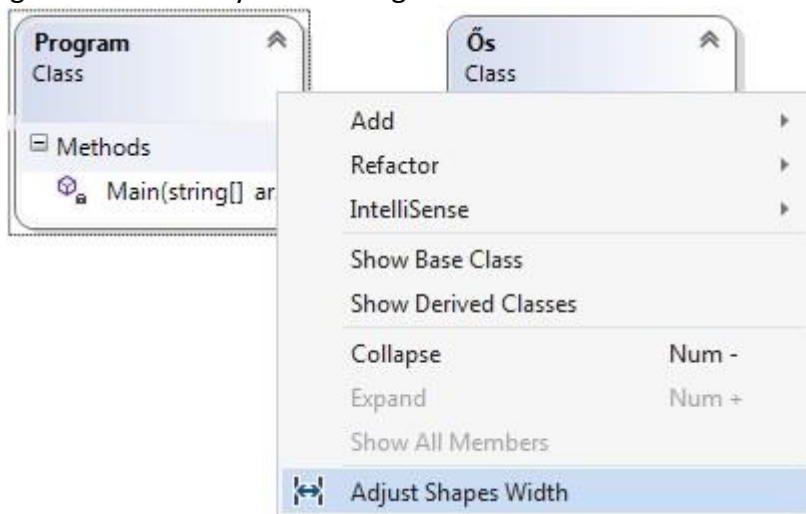 Program
Class
Methods
Main(string[] ar
Ős
Class
Add
Refactor
IntelliSense
Show Base Class
Show Derived Classes
Collapse Num -
Expand Num +
Show All Members
Adjust Shapes Width